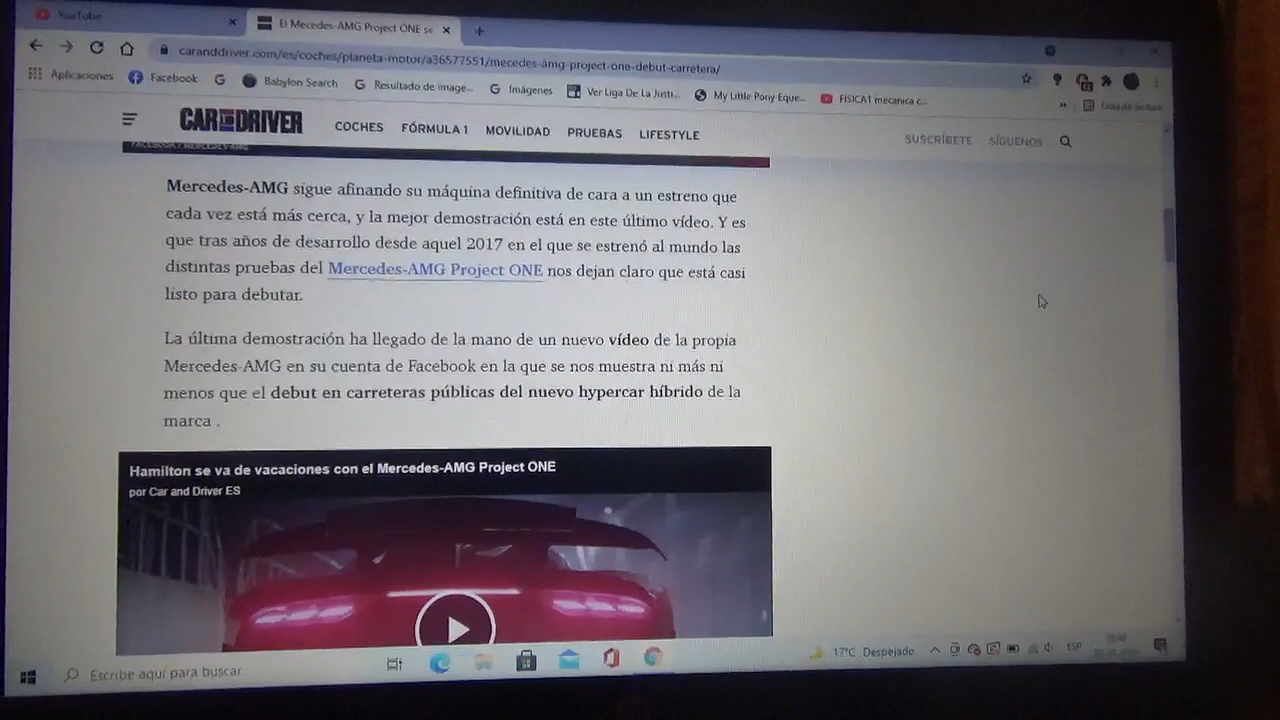 YouTube
El Mecedes-AMG Project ONE se
caranddriver.com/es/coches/planeta-motor/a36577551/mecedes-amg-project-one-debut-carretera/
Aplicaciones Facebook Babylon Search Resultado de image... Imágenes Ver Liga De La Justi... My Little Pony Eque... FISICA1 mecanica c...
Lista de lectura
CAR AND DRIVER COCHES FÓRMULA 1 MOVILIDAD PRUEBAS LIFESTYLE SUSCRÍBETE SÍGUENOS
FACEBOOK / MERCEDES-AMG
Mercedes-AMG sigue afinando su máquina definitiva de cara a un estreno que
cada vez está más cerca, y la mejor demostración está en este último vídeo. Y es
que tras años de desarrollo desde aquel 2017 en el que se estrenó al mundo las
distintas pruebas del Mercedes-AMG Project ONE nos dejan claro que está casi
listo para debutar.
La última demostración ha llegado de la mano de un nuevo vídeo de la propia
Mercedes-AMG en su cuenta de Facebook en la que se nos muestra ni más ni
menos que el debut en carreteras públicas del nuevo hypercar híbrido de la
marca .
Hamilton se va de vacaciones con el Mercedes-AMG Project ONE
por Car and Driver ES
Escribe aquí para buscar
17°C Despejado
ESP